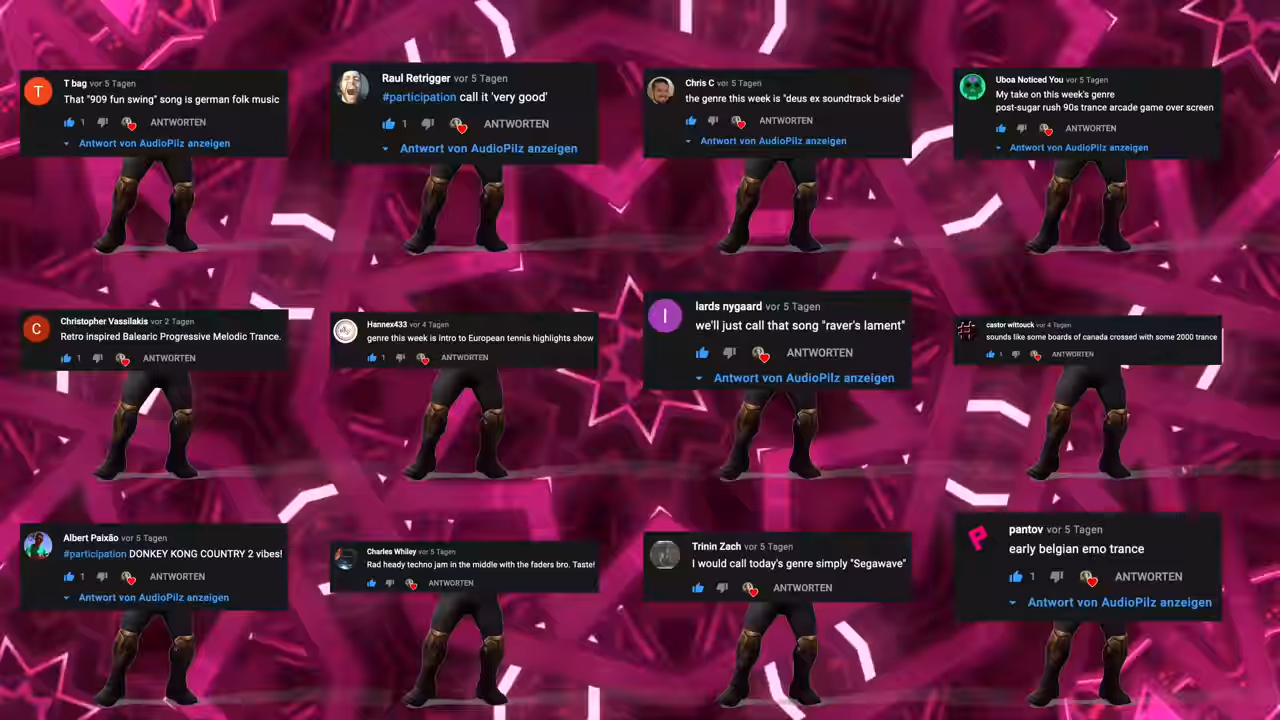 T bag vor 5 Tagen
That "909 fun swing" song is german folk music
1 ANTWORTEN
Antwort von AudioPilz anzeigen
Raul Retrigger vor 5 Tagen
#participation call it 'very good'
1 ANTWORTEN
Antwort von AudioPilz anzeigen
Chris C vor 5 Tagen
the genre this week is "deus ex soundtrack b-side"
ANTWORTEN
Antwort von AudioPilz anzeigen
Uboa Noticed You vor 5 Tagen
My take on this week's genre
post-sugar rush 90s trance arcade game over screen
ANTWORTEN
Antwort von AudioPilz anzeigen
C
Christopher Vassilakis vor 2 Tagen
Retro inspired Balearic Progressive Melodic Trance.
1 ANTWORTEN
Hannex433 vor 4 Tagen
genre this week is intro to European tennis highlights show
1 ANTWORTEN
l
lards nygaard vor 5 Tagen
we'll just call that song "raver's lament"
ANTWORTEN
Antwort von AudioPilz anzeigen
castor wittouck vor 4 Tagen
sounds like some boards of canada crossed with some 2000 trance
1 ANTWORTEN
Albert Paixão vor 5 Tagen
#participation DONKEY KONG COUNTRY 2 vibes!
1 ANTWORTEN
Antwort von AudioPilz anzeigen
Charles Whiley vor 5 Tagen
Rad heady techno jam in the middle with the faders bro. Taste!
ANTWORTEN
Trinin Zach vor 5 Tagen
I would call today's genre simply "Segawave"
ANTWORTEN
pantov vor 5 Tagen
early belgian emo trance
1 ANTWORTEN
Antwort von AudioPilz anzeigen